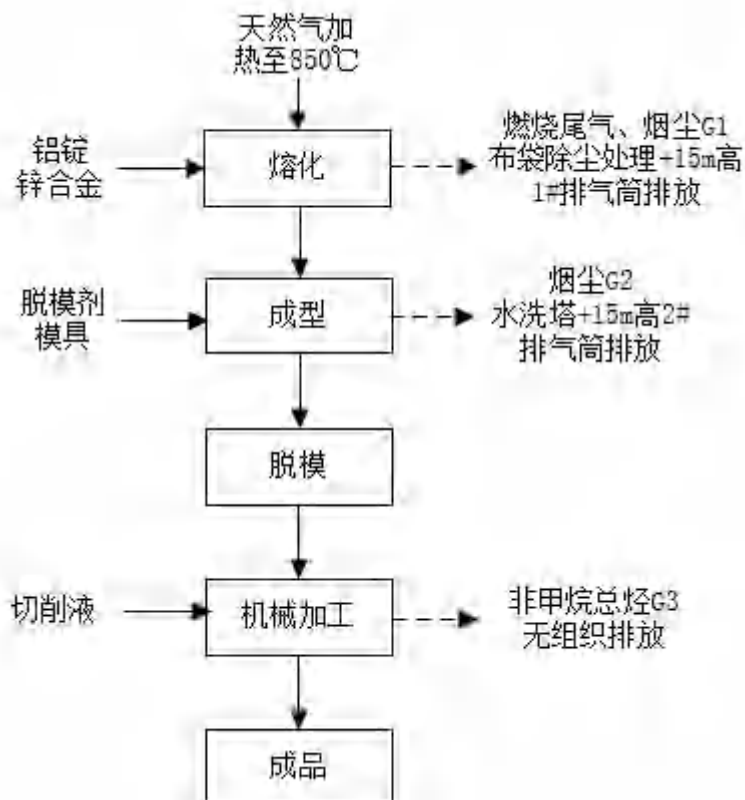 天然气加
热至850℃
铝锭
锌合金
熔化
燃烧尾气、烟尘G1
布袋除尘处理+15m高
1#排气筒排放
脱模剂
模具
成型
烟尘G2
水洗塔+15m高2#
排气筒排放
脱模
切削液
机械加工
非甲烷总烃G3
无组织排放
成品